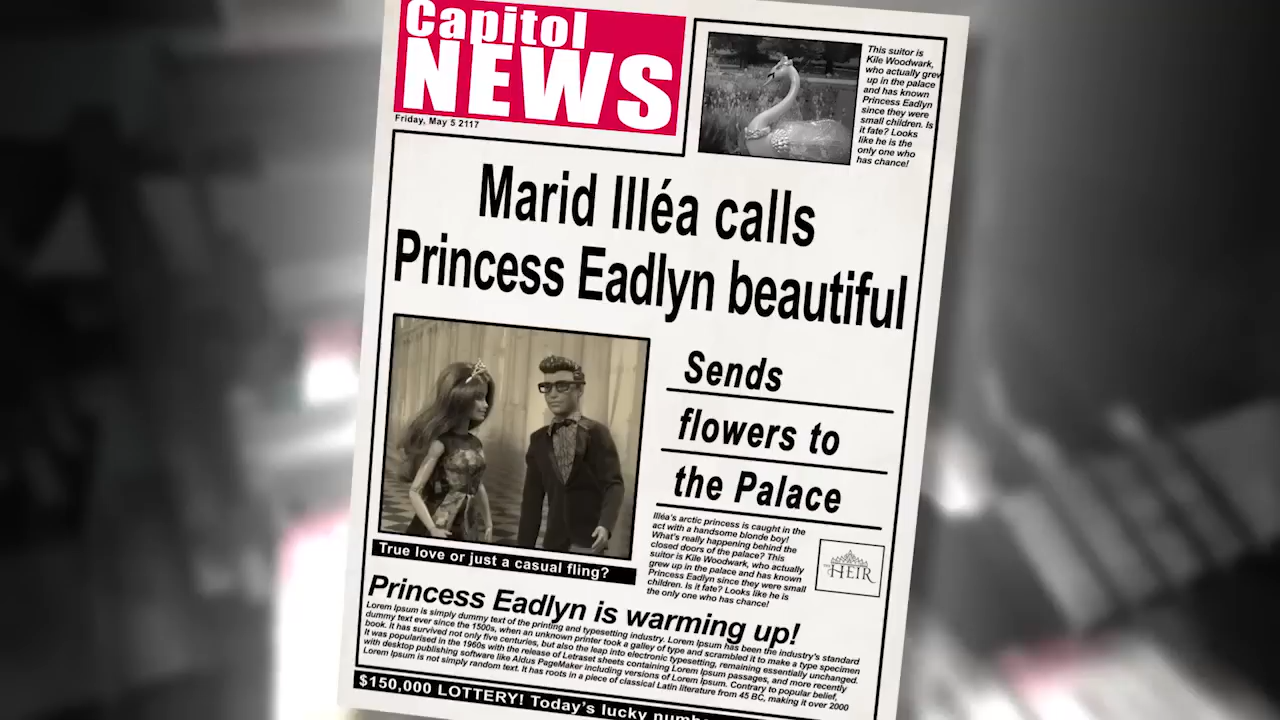 Capitol
NEWS
Friday, May 5 2117
This suitor is
Kile Woodwark,
who actually grew
up in the palace
and has known
Princess Eadlyn
since they were
small children. Is
it fate? Looks
like he is the
only one who
has chance!
Marid Illéa calls
Princess Eadlyn beautiful
Sends
flowers to
the Palace
Illéa's arctic princess is caught in the
act with a handsome blonde boy!
What's really happening behind the
closed doors of the palace? This
suitor is Kile Woodwark, who actually
grew up in the palace and has known
Princess Eadlyn since they were small
children. Is it fate? Looks like he is
the only one who has chance!
HEIR
True love or just a casual fling?
Princess Eadlyn is warming up!
Lorem Ipsum is simply dummy text of the printing and typesetting industry. Lorem Ipsum has been the industry's standard
dummy text ever since the 1500s, when an unknown printer took a galley of type and scrambled it to make a type specimen
book. It has survived not only five centuries, but also the leap into electronic typesetting, remaining essentially unchanged.
It was popularised in the 1960s with the release of Letraset sheets containing Lorem Ipsum passages, and more recently
with desktop publishing software like Aldus PageMaker including versions of Lorem Ipsum. Contrary to popular belief,
Lorem Ipsum is not simply random text. It has roots in a piece of classical Latin literature from 45 BC, making it over 2000
$150,000 LOTTERY! Today's lucky